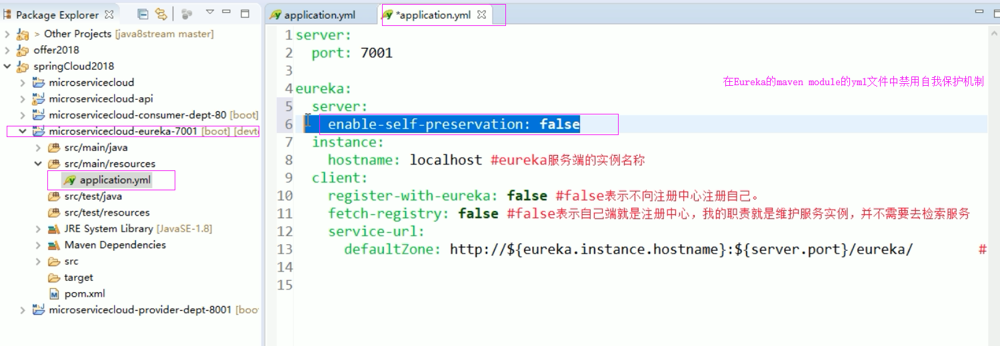 Package Explorer
> Other Projects [java8stream master]
offer2018
springCloud2018
microservicecloud
microservicecloud-api
microservicecloud-consumer-dept-80 [boot]
microservicecloud-eureka-7001 [boot] [devt
src/main/java
src/main/resources
application.yml
src/test/java
src/test/resources
JRE System Library [JavaSE-1.8]
Maven Dependencies
src
target
pom.xml
microservicecloud-provider-dept-8001 [boo
application.yml
*application.yml
1 server:
2 port: 7001
3
在Eureka的maven module的yml文件中禁用自我保护机制
4 eureka:
5 server:
6 enable-self-preservation: false
7 instance:
8 hostname: localhost #eureka服务端的实例名称
9 client:
10 register-with-eureka: false #false表示不向注册中心注册自己。
11 fetch-registry: false #false表示自己端就是注册中心，我的职责就是维护服务实例，并不需要去检索服务
12 service-url:
13 defaultZone: http://${eureka.instance.hostname}:${server.port}/eureka/ #
14
15